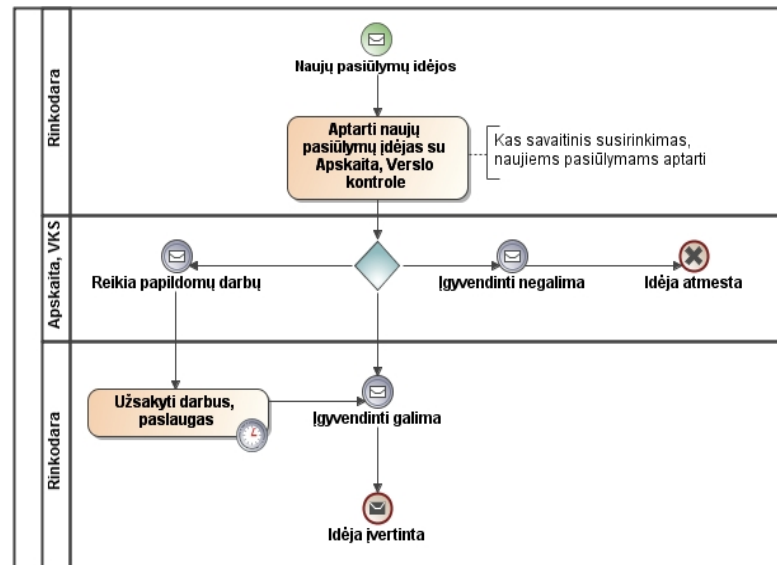 Rinkodara
Naujų pasiūlymų idėjos
Aptarti naujų
pasiūlymų įdėjas su
Apskaita, Verslo
kontrole
Kas savaitinis susirinkimas,
naujiems pasiūlymams aptarti
Apskaita, VKS
Reikia papildomų darbų
Įgyvendinti negalima
Idėja atmesta
Rinkodara
Užsakyti darbus,
paslaugas
Įgyvendinti galima
Idėja įvertinta